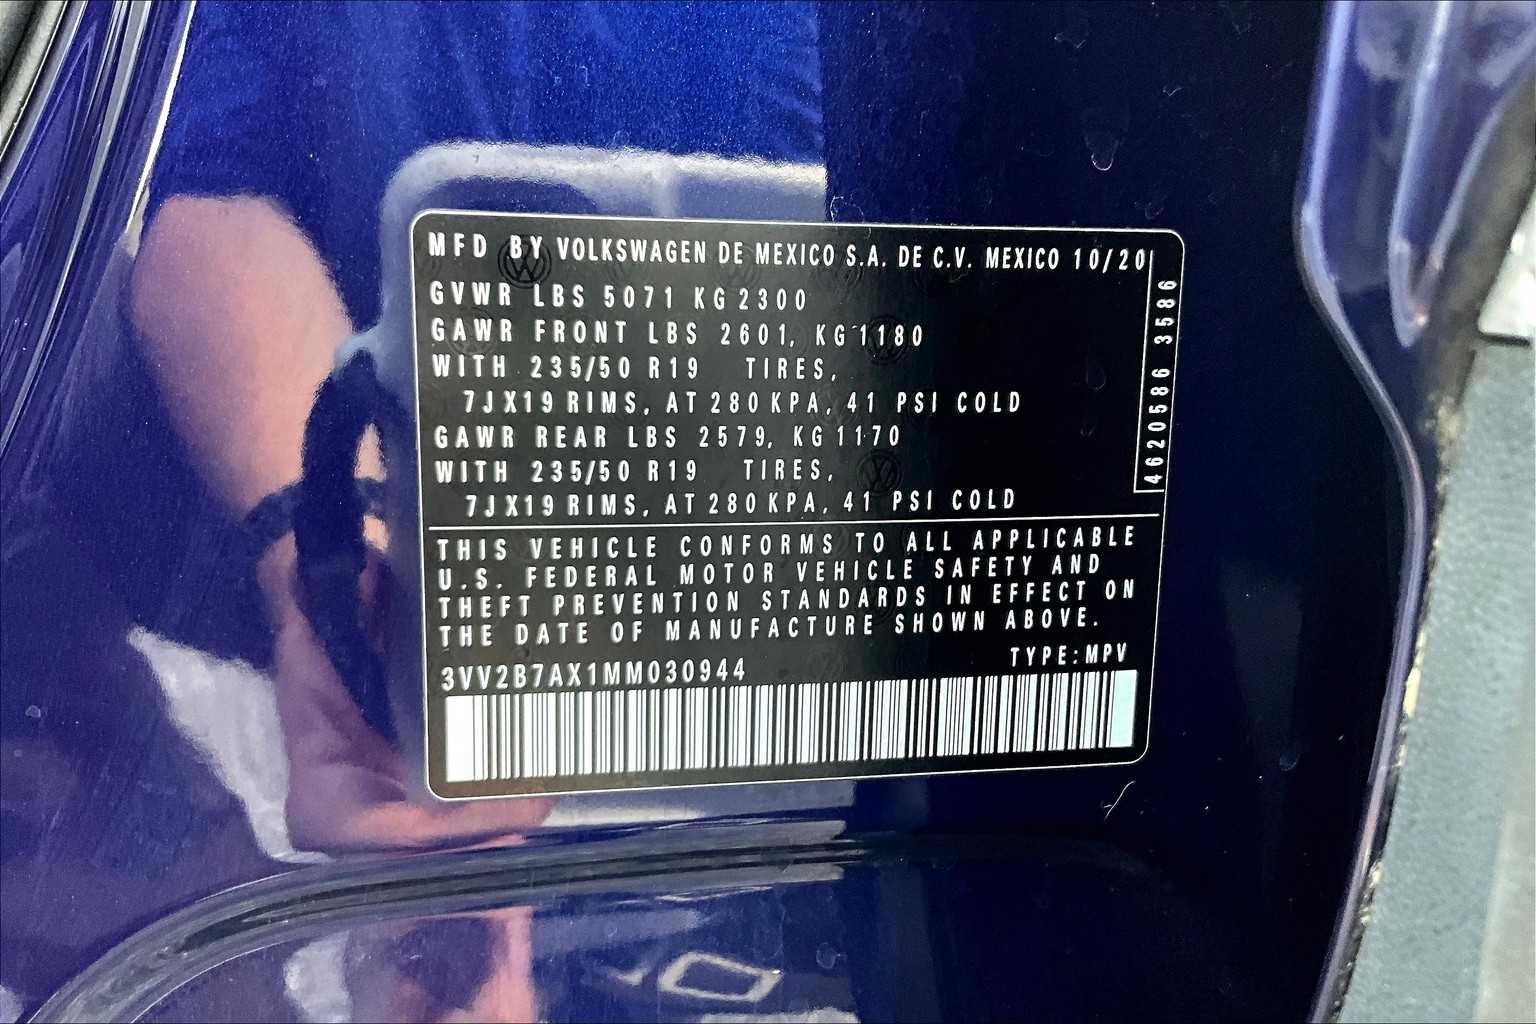 MFD BY VOLKSWAGEN DE MEXICO S.A. DE C.V. MEXICO 10/20
GVWR LBS 5071 KG 2300
GAWR FRONT LBS 2601, KG 1180
WITH 235/50 R19 TIRES,
7JX19 RIMS, AT 280 KPA, 41 PSI COLD
GAWR REAR LBS 2579, KG 1170
WITH 235/50 R19 TIRES,
7JX19 RIMS, AT 280 KPA, 41 PSI COLD
4620586 3586
THIS VEHICLE CONFORMS TO ALL APPLICABLE
U.S. FEDERAL MOTOR VEHICLE SAFETY AND
THEFT PREVENTION STANDARDS IN EFFECT ON
THE DATE OF MANUFACTURE SHOWN ABOVE.
3VV2B7AX1MM030944 TYPE:MPV